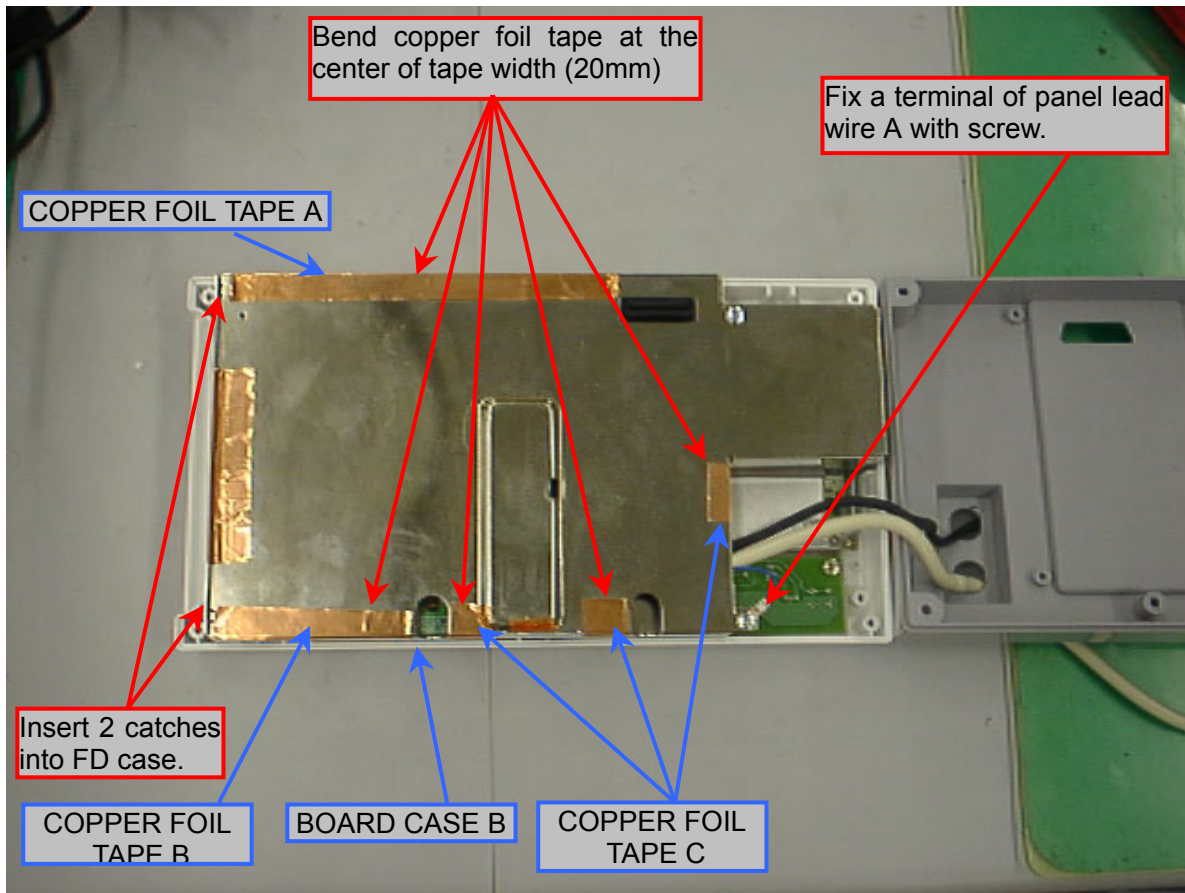 Bend copper foil tape at the
center of tape width (20mm)
Fix a terminal of panel lead
wire A with screw.
COPPER FOIL TAPE A
Insert 2 catches
into FD case.
COPPER FOIL
TAPE B
BOARD CASE B
COPPER FOIL
TAPE C